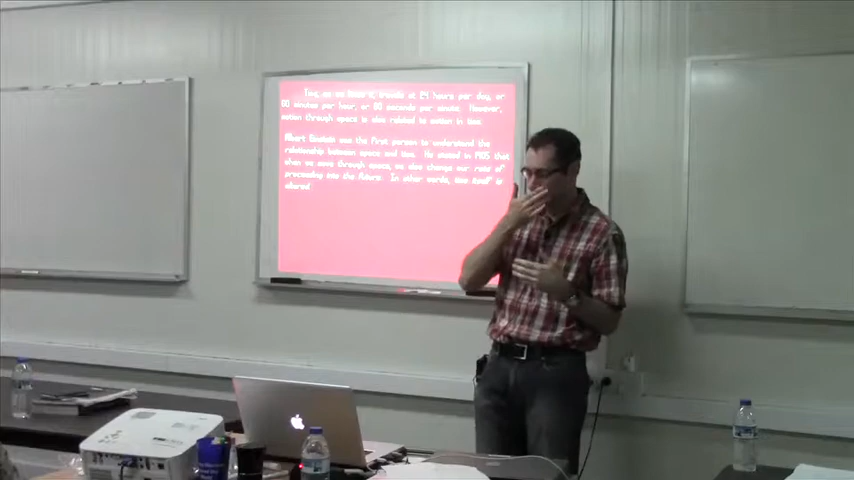 Time, as we know it, travels at 24 hours per day, or
60 minutes per hour, or 60 seconds per minute. However,
motion through space is also related to motion in time.
Albert Einstein was the first person to understand the
relationship between space and time. He stated in 1905 that
when we move through space, we also change our rate of
proceeding into the future. In other words, time itself is
altered.